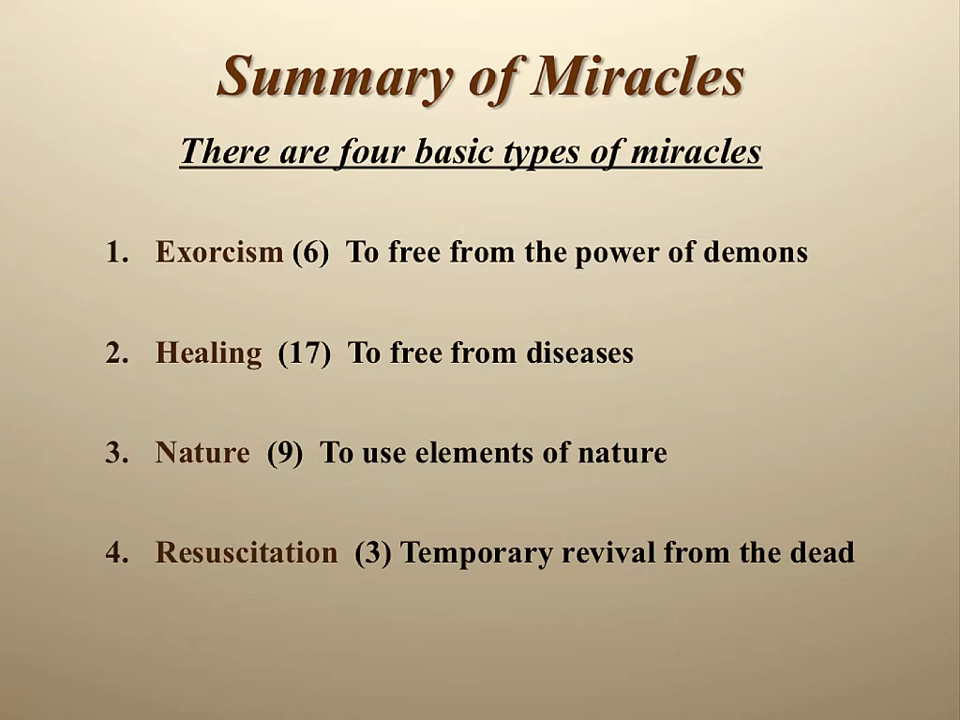 Summary of Miracles
There are four basic types of miracles
1. Exorcism (6) To free from the power of demons
2. Healing (17) To free from diseases
3. Nature (9) To use elements of nature
4. Resuscitation (3) Temporary revival from the dead